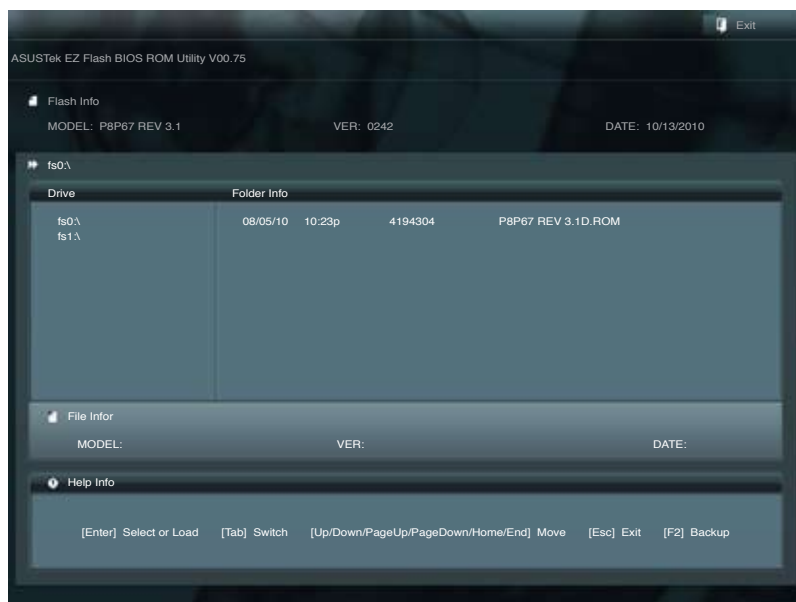 Exit
ASUSTek EZ Flash BIOS ROM Utility V00.75
Flash Info
MODEL: P8P67 REV 3.1 VER: 0242 DATE: 10/13/2010
fs0:\
Drive Folder Info
fs0:\ 08/05/10 10:23p 4194304 P8P67 REV 3.1D.ROM
fs1:\
File Infor
MODEL: VER: DATE:
Help Info
[Enter] Select or Load [Tab] Switch [Up/Down/PageUp/PageDown/Home/End] Move [Esc] Exit [F2] Backup